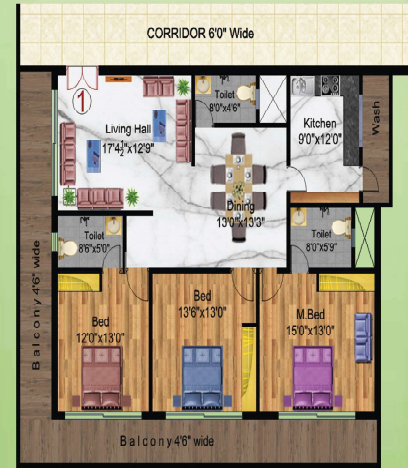 CORRIDOR 6'0" Wide
1
Living Hall
17'4½"x12'9"
Toilet
8'0"x4'6"
Kitchen
9'0"x12'0"
Wash
Dining
13'0"x13'3"
Toilet
8'6"x5'0"
Toilet
8'0"x5'9"
Bed
12'0"x13'0"
Bed
13'6"x13'0"
M.Bed
15'0"x13'0"
Balcony 4'6" wide
Balcony 4'6" wide